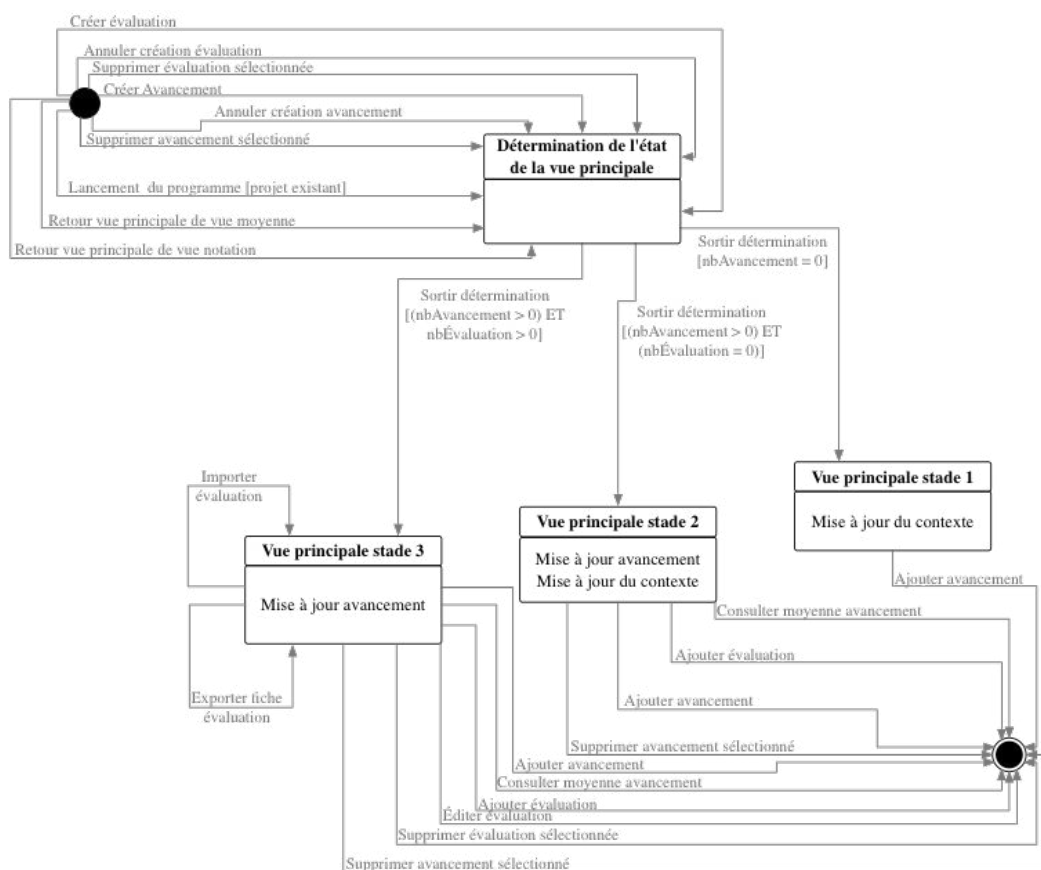 Créer évaluation
Annuler création évaluation
Supprimer évaluation sélectionnée
Créer Avancement
Annuler création avancement
Supprimer avancement sélectionné
Détermination de l'état
de la vue principale
Lancement du programme [projet existant]
Retour vue principale de vue moyenne
Retour vue principale de vue notation
Sortir détermination
[nbAvancement = 0]
Sortir détermination
[(nbAvancement > 0) ET
nbÉvaluation > 0]
Sortir détermination
[(nbAvancement > 0) ET
(nbÉvaluation = 0)]
Importer
évaluation
Vue principale stade 1
Mise à jour du contexte
Vue principale stade 2
Mise à jour avancement
Mise à jour du contexte
Vue principale stade 3
Mise à jour avancement
Ajouter avancement
Consulter moyenne avancement
Ajouter évaluation
Exporter fiche
évaluation
Ajouter avancement
Supprimer avancement sélectionné
Ajouter avancement
Consulter moyenne avancement
Ajouter évaluation
Éditer évaluation
Supprimer évaluation sélectionnée
Supprimer avancement sélectionné